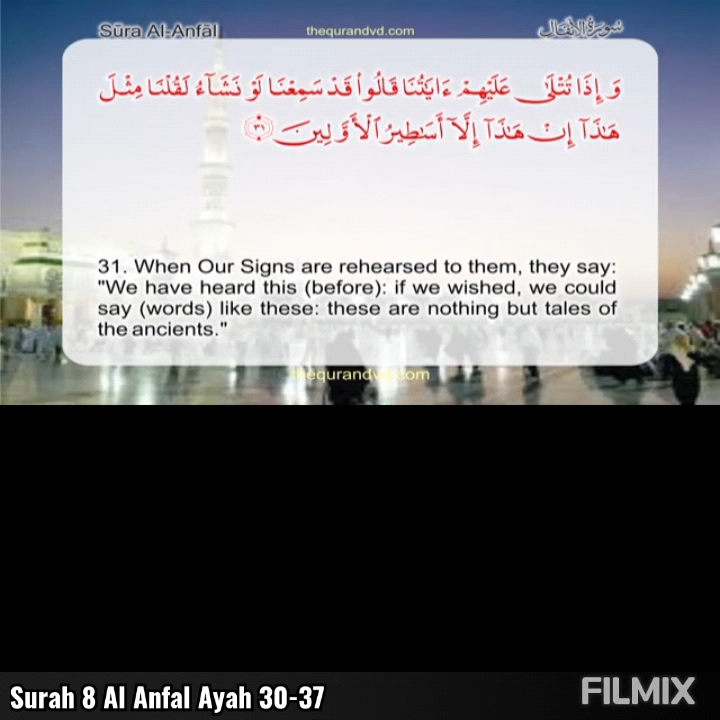 Sūra Al-Anfāl
thequrandvd.com
سورة الأنفال
وَإِذَا تُتْلَىٰ عَلَيْهِمْ ءَايَٰتُنَا قَالُوا۟ قَدْ سَمِعْنَا لَوْ نَشَآءُ لَقُلْنَا مِثْلَ
هَٰذَآ إِنْ هَٰذَآ إِلَّآ أَسَٰطِيرُ ٱلْأَوَّلِينَ ٣١
31. When Our Signs are rehearsed to them, they say:
"We have heard this (before): if we wished, we could
say (words) like these: these are nothing but tales of
the ancients."
thequrandvd.com
Surah 8 Al Anfal Ayah 30-37
FILMIX